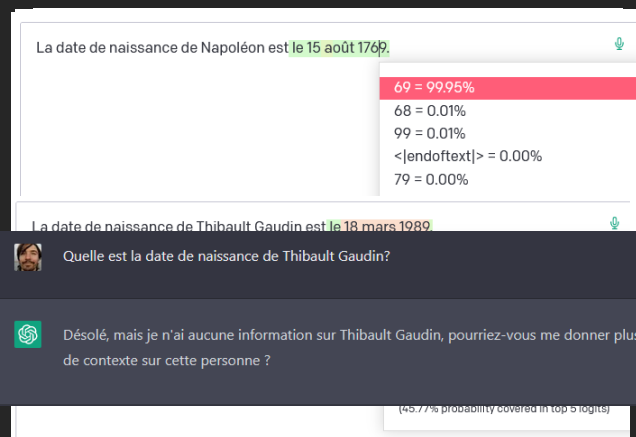 La date de naissance de Napoléon est le 15 août 1769.
69 = 99.95%
68 = 0.01%
99 = 0.01%
<|endoftext|> = 0.00%
79 = 0.00%
La date de naissance de Thibault Gaudin est le 18 mars 1989.
Quelle est la date de naissance de Thibault Gaudin?
Désolé, mais je n'ai aucune information sur Thibault Gaudin, pourriez-vous me donner plus
de contexte sur cette personne ?
(45.77% probability covered in top 5 logits)